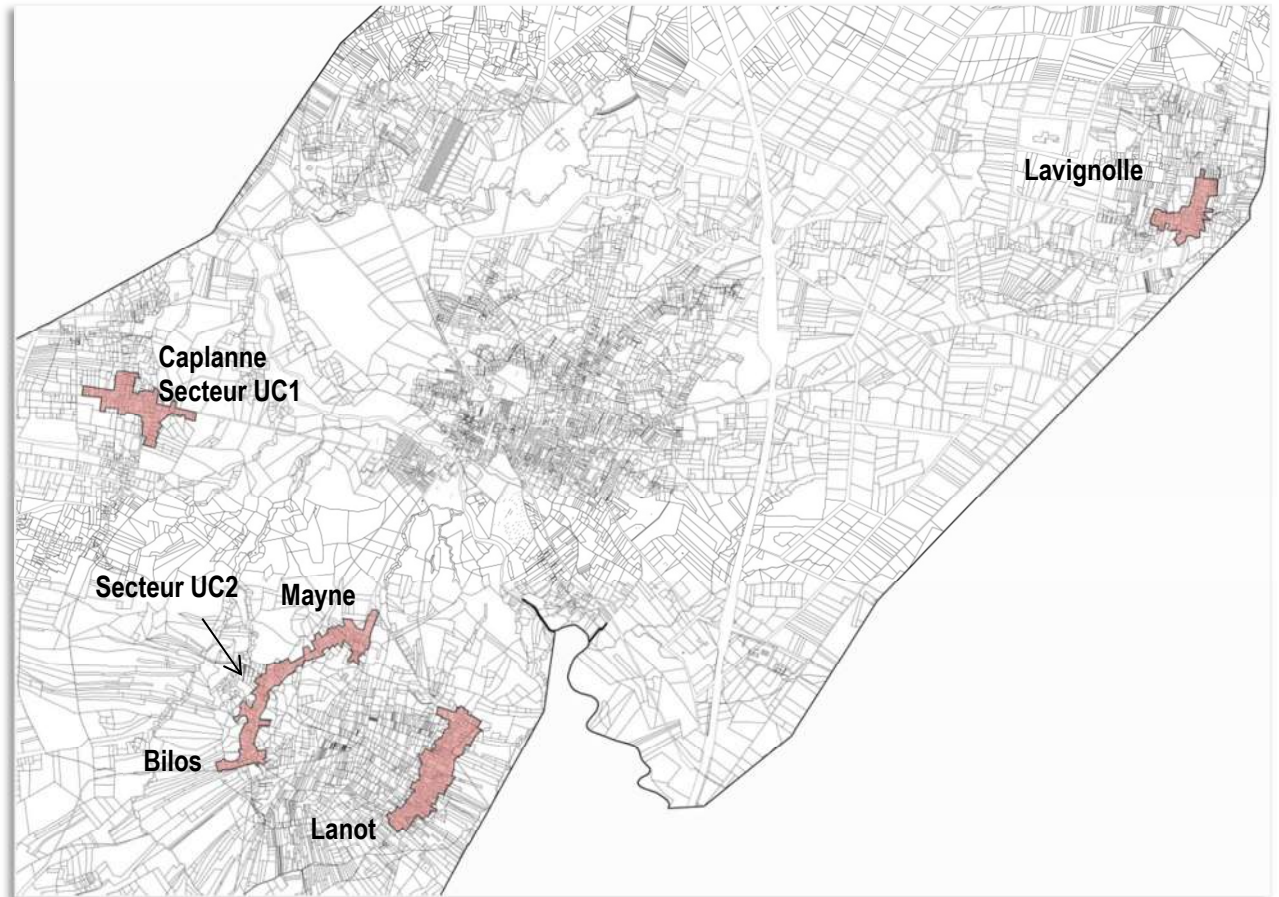 Lavignolle
Caplanne
Secteur UC1
Secteur UC2
Mayne
Bilos
Lanot